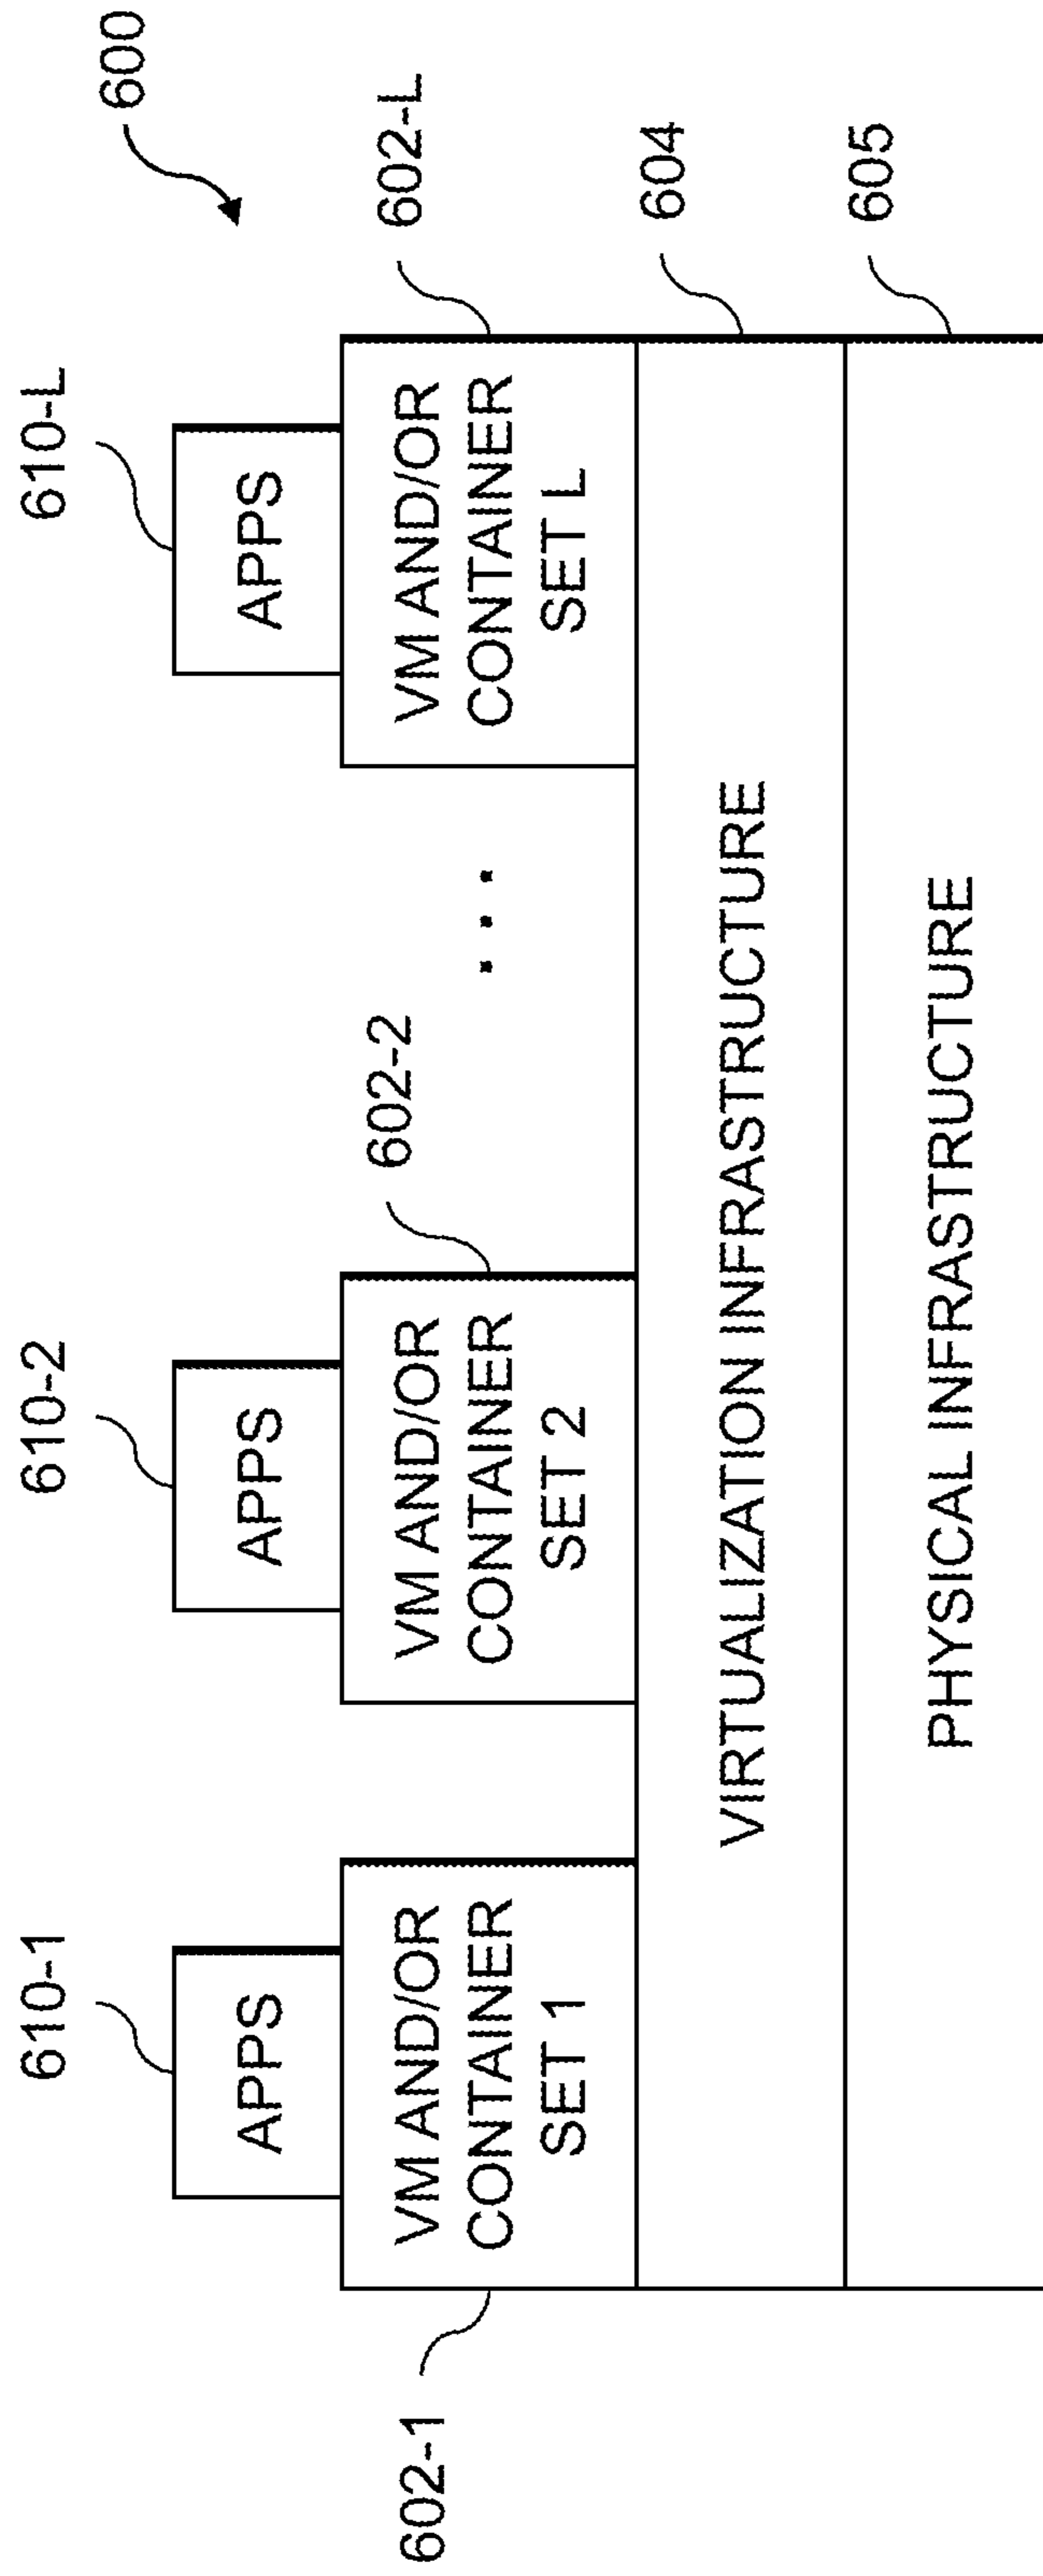 600
610-1
610-2
610-L
APPS
APPS
APPS
602-1
VM AND/OR
CONTAINER
SET 1
VM AND/OR
CONTAINER
SET 2
602-2
. . .
VM AND/OR
CONTAINER
SET L
602-L
VIRTUALIZATION INFRASTRUCTURE
604
PHYSICAL INFRASTRUCTURE
605